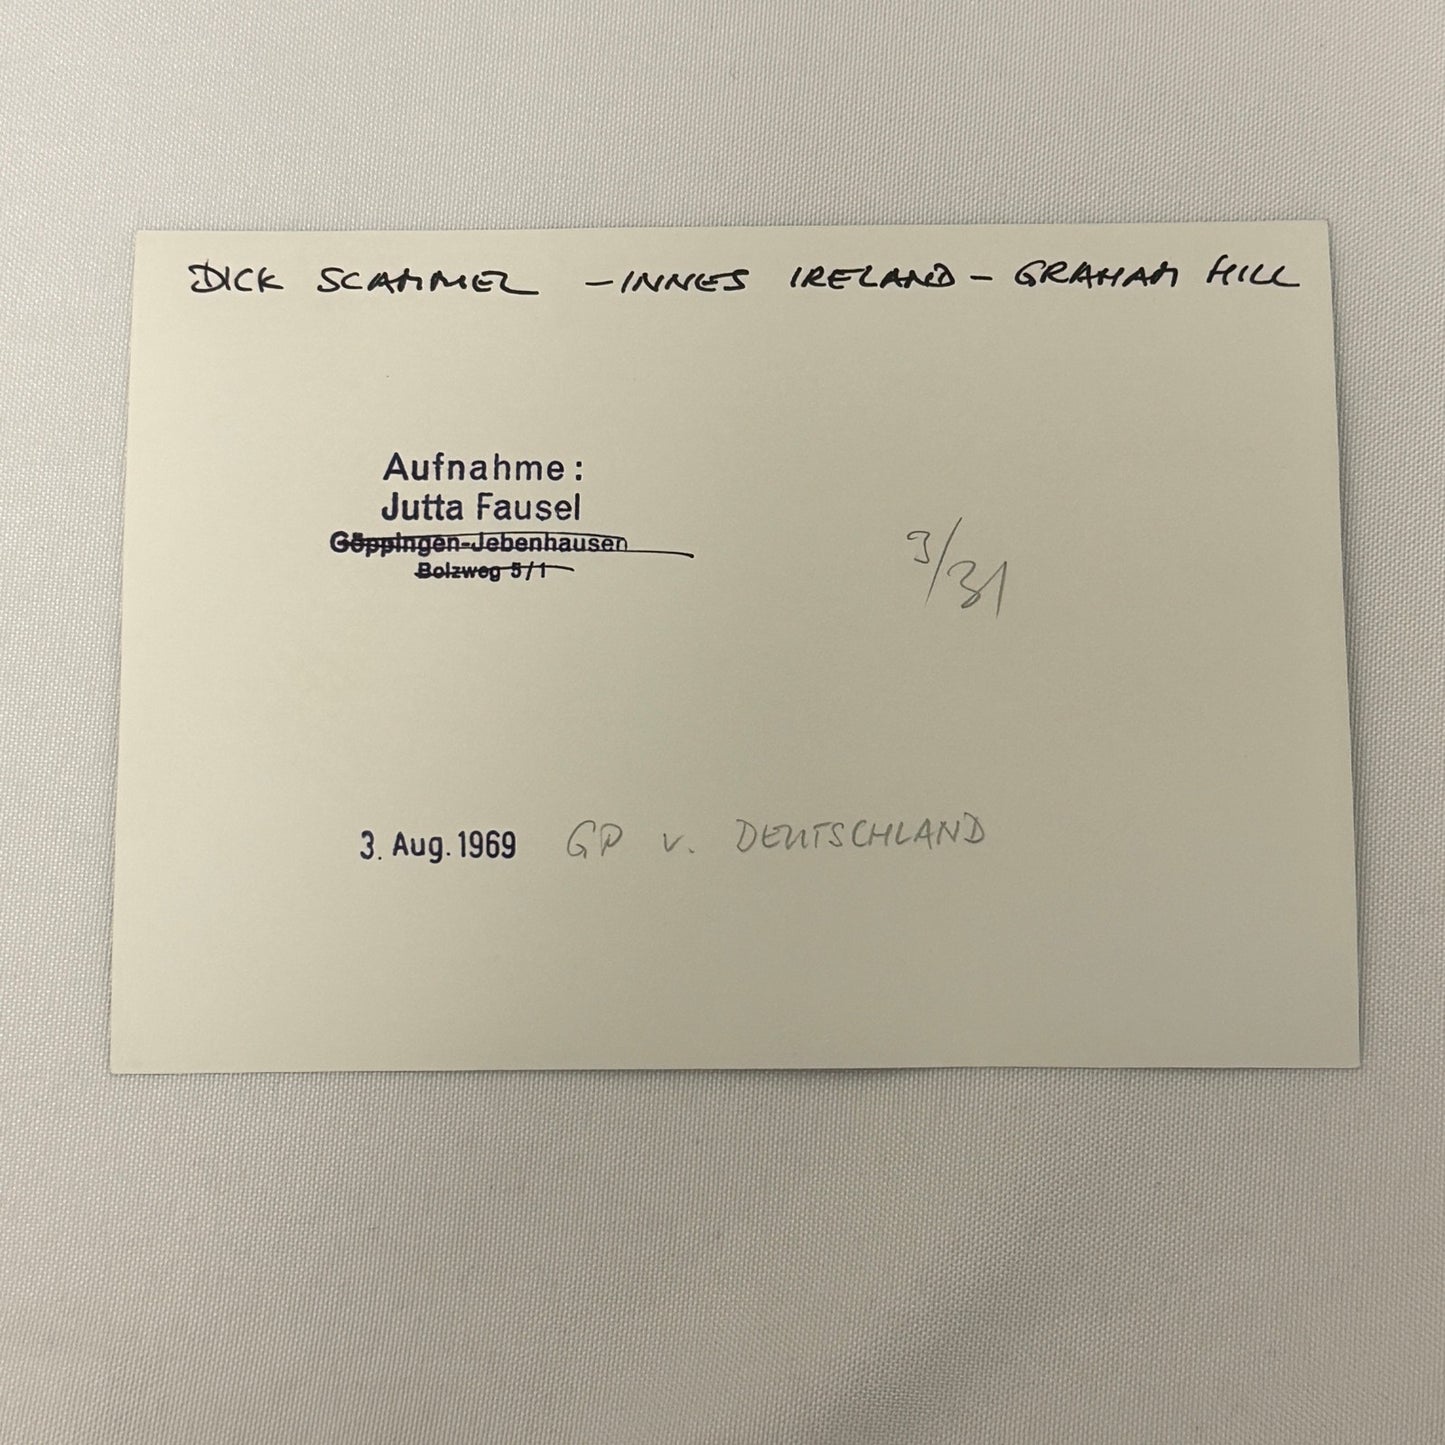 DICK SCAMMEL - INNES IRELAND - GRAHAM HILL
Aufnahme:
Jutta Fausel
Göppingen-Jebenhausen
Bolzweg 5/1
3/31
3. Aug. 1969 GP v. DEUTSCHLAND